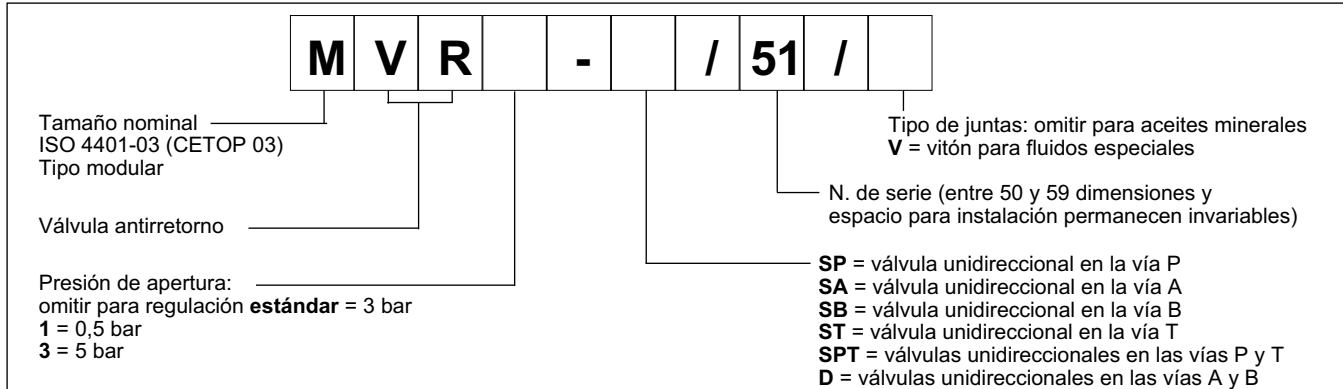 M V R - / 51 /
Tamaño nominal
ISO 4401-03 (CETOP 03)
Tipo modular
Válvula antirretorno
Presión de apertura:
omitir para regulación estándar = 3 bar
1 = 0,5 bar
3 = 5 bar
Tipo de juntas: omitir para aceites minerales
V = vitón para fluidos especiales
N. de serie (entre 50 y 59 dimensiones y
espacio para instalación permanecen invariables)
SP = válvula unidireccional en la vía P
SA = válvula unidireccional en la vía A
SB = válvula unidireccional en la vía B
ST = válvula unidireccional en la vía T
SPT = válvulas unidireccionales en las vías P y T
D = válvulas unidireccionales en las vías A y B